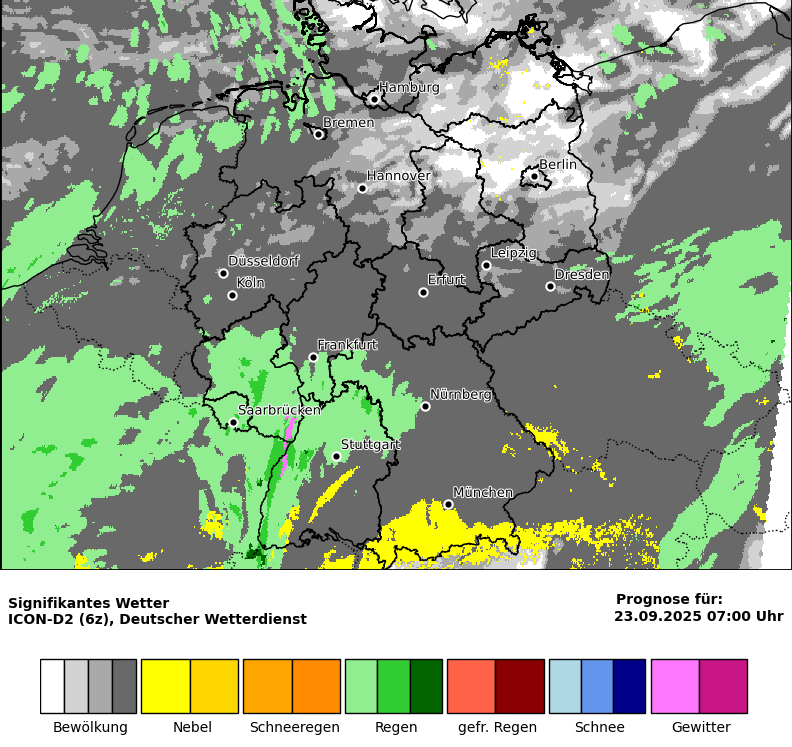 Hamburg
Bremen
Berlin
Hannover
Düsseldorf
Köln
Leipzig
Erfurt
Dresden
Frankfurt
Nürnberg
Saarbrücken
Stuttgart
München
Signifikantes Wetter
ICON-D2 (6z), Deutscher Wetterdienst
Prognose für:
23.09.2025 07:00 Uhr
Bewölkung Nebel Schneeregen Regen gefr. Regen Schnee Gewitter